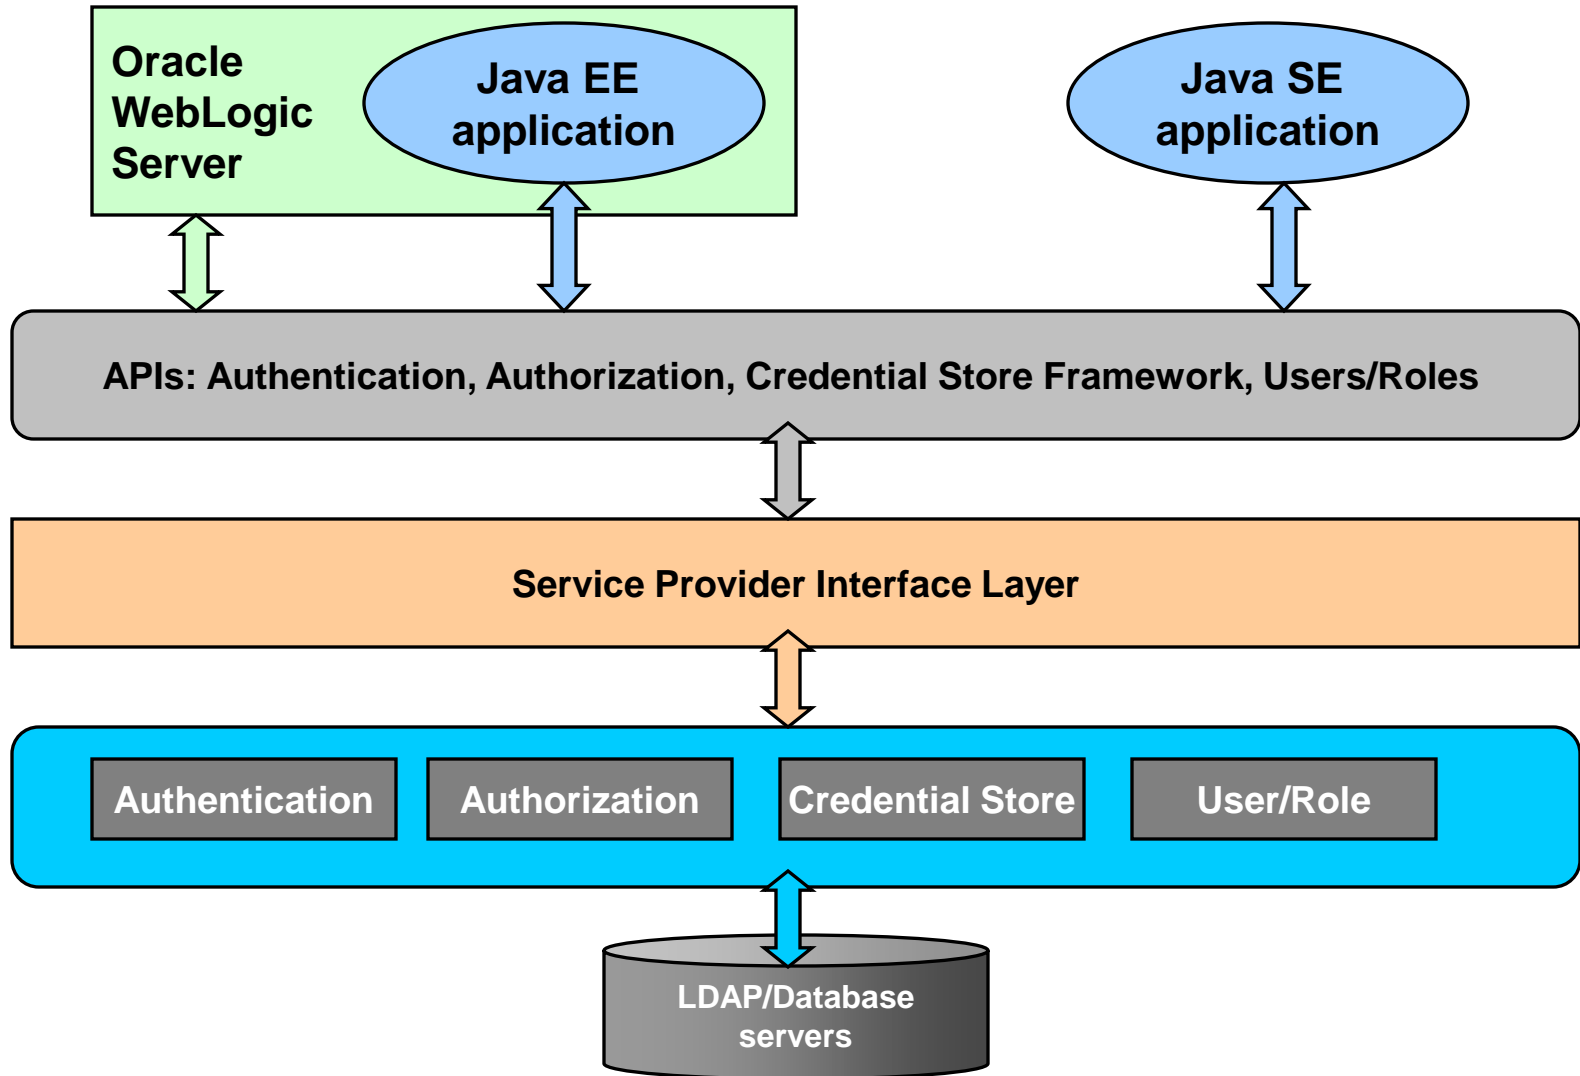 Oracle
WebLogic
Server
Java EE
application
Java SE
application
APIs: Authentication, Authorization, Credential Store Framework, Users/Roles
Service Provider Interface Layer
Authentication
Authorization
Credential Store
User/Role
LDAP/Database
servers